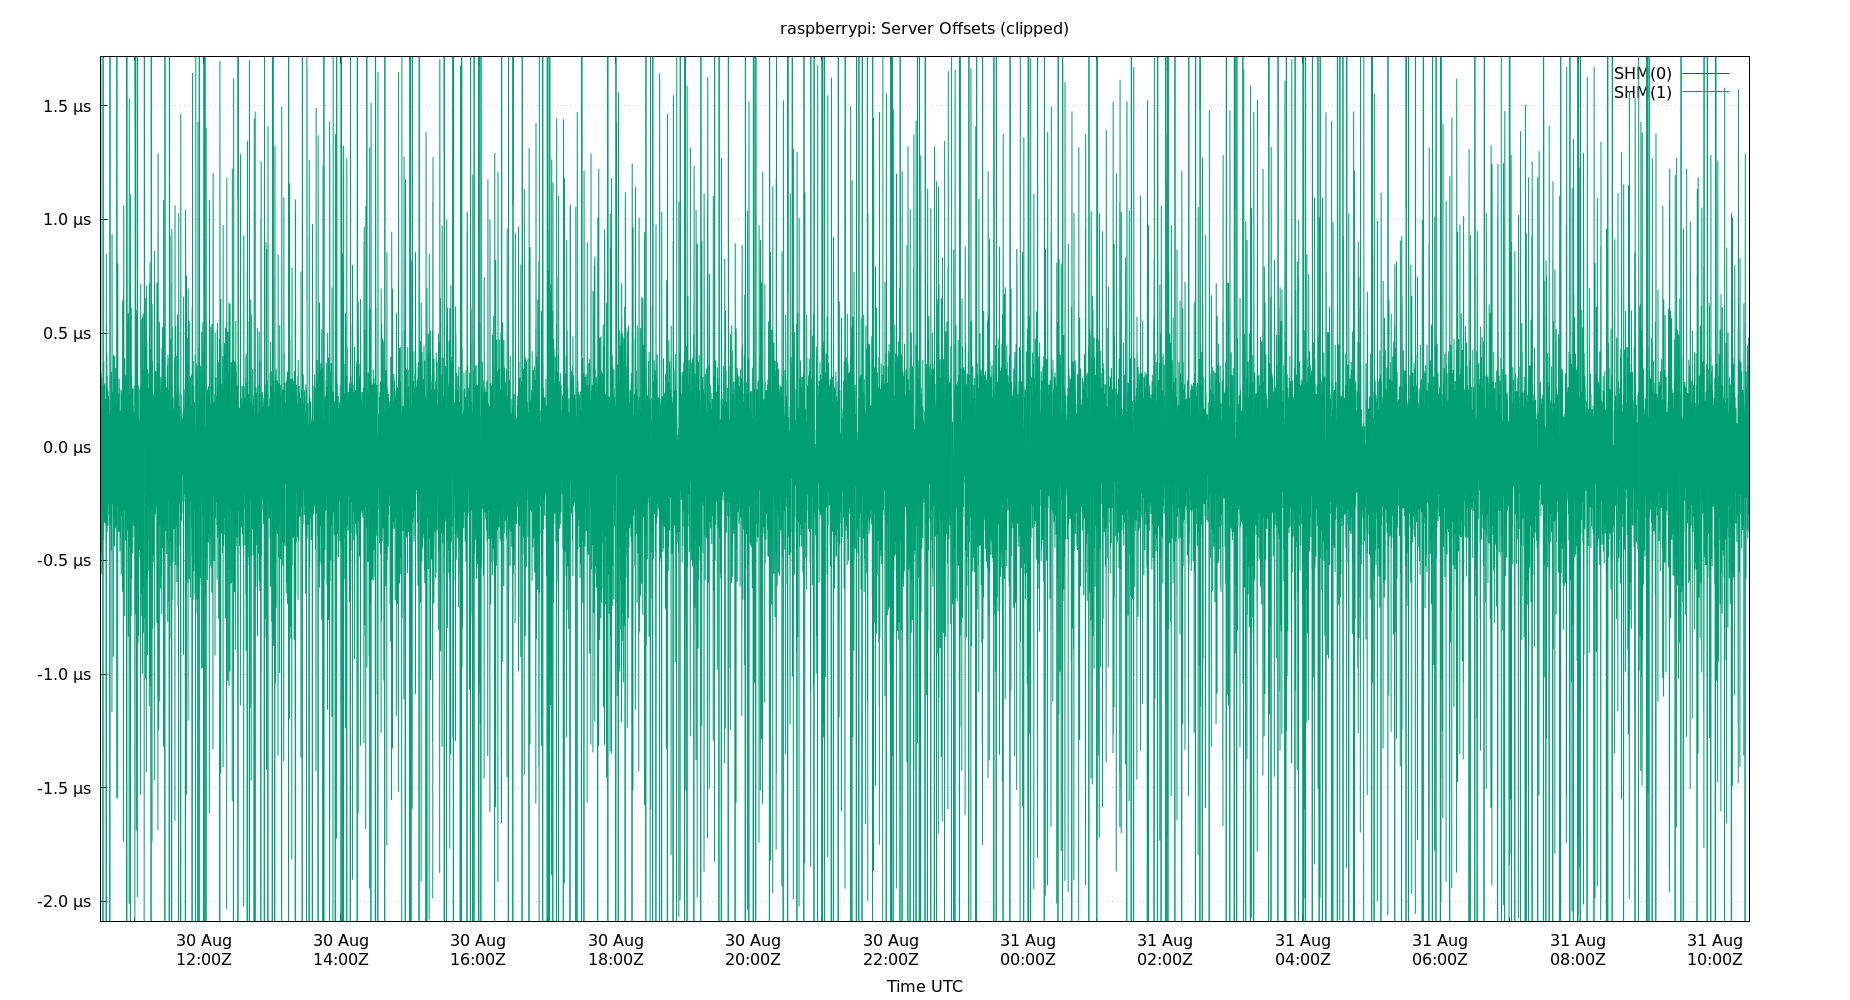 raspberrypi: Server Offsets (clipped)
SHM(0)
SHM(1)
1.5 µs
1.0 µs
0.5 µs
0.0 µs
-0.5 µs
-1.0 µs
-1.5 µs
-2.0 µs
30 Aug 30 Aug 30 Aug 30 Aug 30 Aug 30 Aug 31 Aug 31 Aug 31 Aug 31 Aug 31 Aug 31 Aug
12:00Z 14:00Z 16:00Z 18:00Z 20:00Z 22:00Z 00:00Z 02:00Z 04:00Z 06:00Z 08:00Z 10:00Z
Time UTC